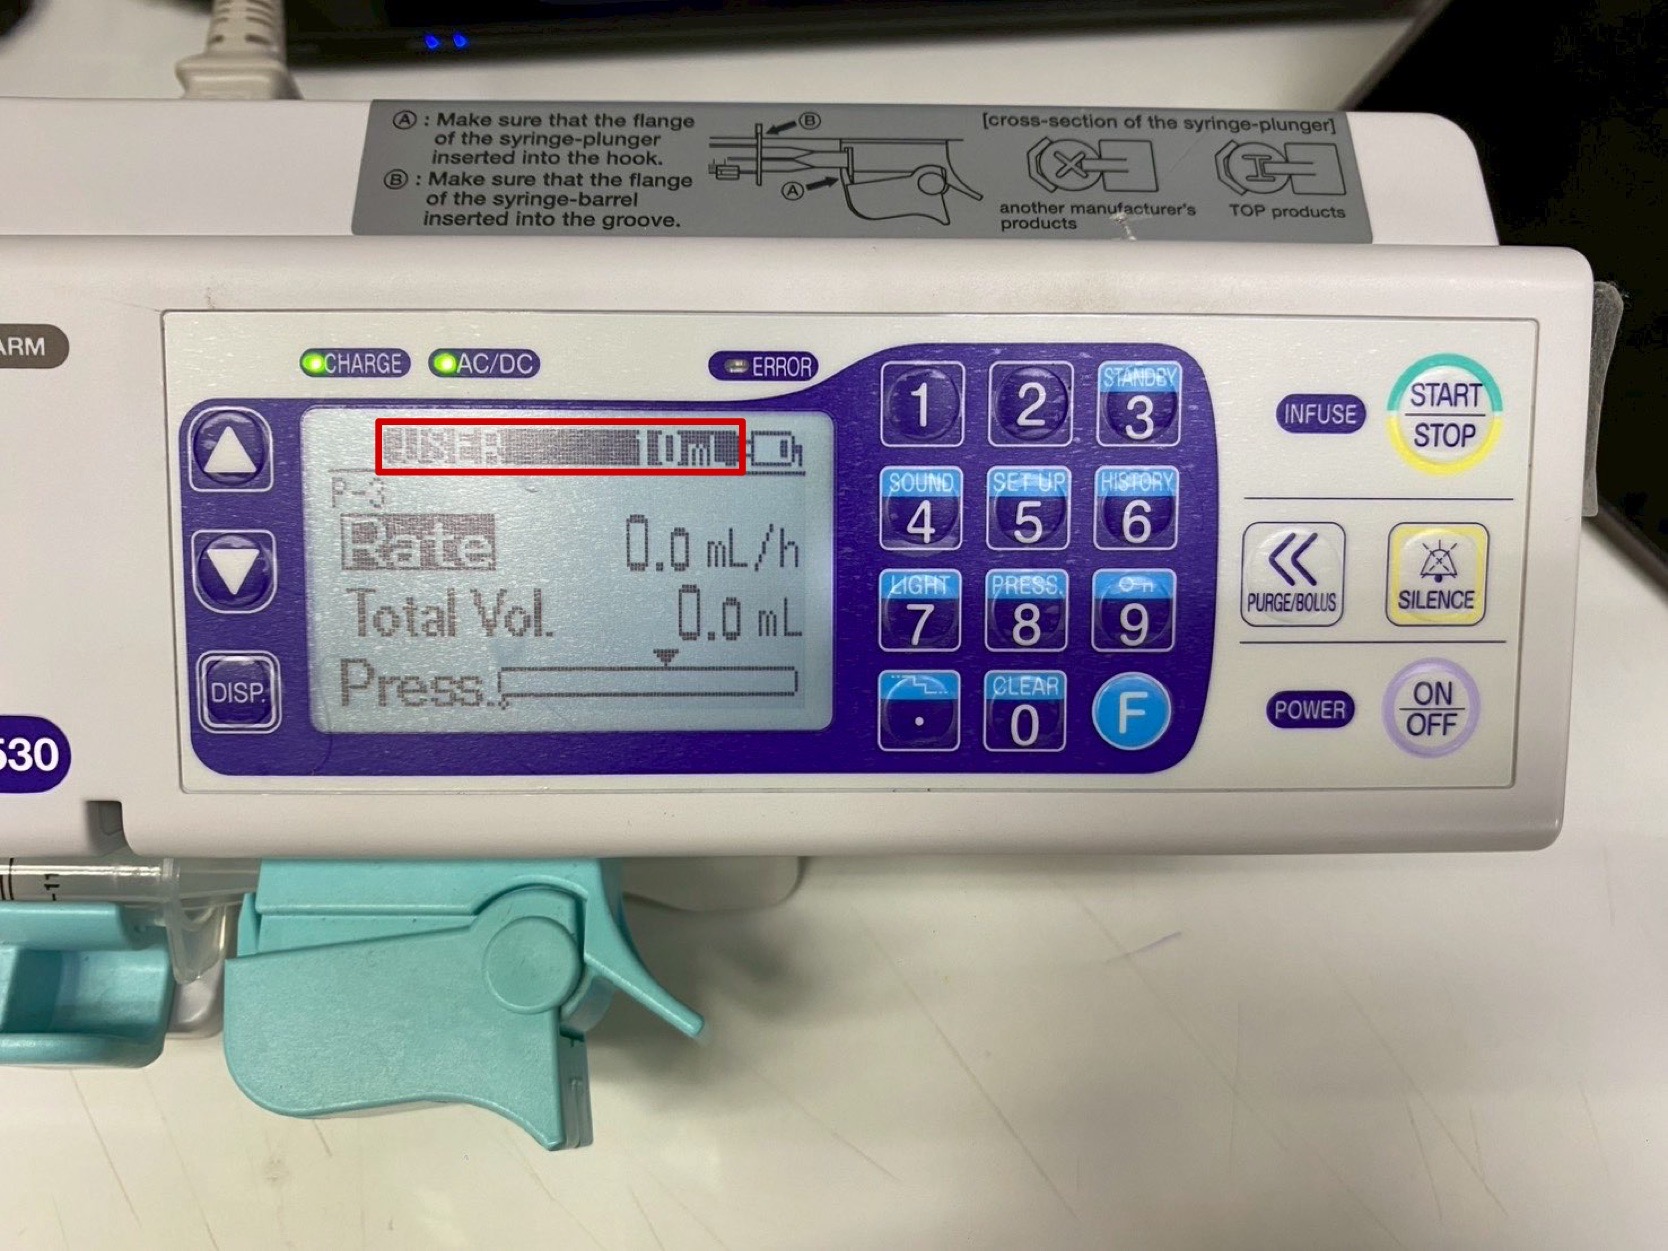 Ⓐ : Make sure that the flange
of the syringe-plunger
inserted into the hook.
Ⓑ : Make sure that the flange
of the syringe-barrel
inserted into the groove.
Ⓑ
Ⓐ
[cross-section of the syringe-plunger]
another manufacturer's
products
TOP products
ARM
CHARGE
AC/DC
ERROR
USER 10mL
P-3
Rate 0.0 mL/h
Total Vol. 0.0 mL
Press.
DISP.
530
1
2
STANDBY
3
SOUND
4
SET UP
5
HISTORY
6
LIGHT
7
PRESS.
8
9
.
CLEAR
0
F
INFUSE
START
STOP
PURGE/BOLUS
SILENCE
POWER
ON
OFF
11